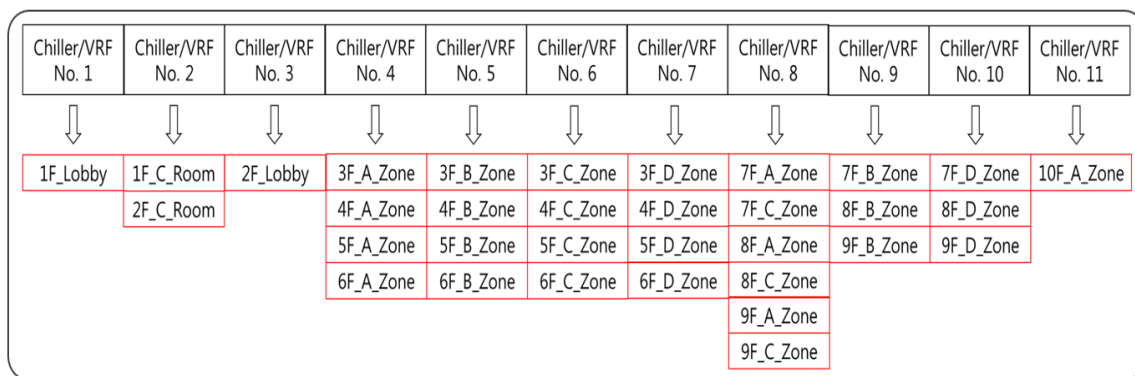 Chiller/VRF
No. 1
Chiller/VRF
No. 2
Chiller/VRF
No. 3
Chiller/VRF
No. 4
Chiller/VRF
No. 5
Chiller/VRF
No. 6
Chiller/VRF
No. 7
Chiller/VRF
No. 8
Chiller/VRF
No. 9
Chiller/VRF
No. 10
Chiller/VRF
No. 11
1F_Lobby
1F_C_Room
2F_Lobby
3F_A_Zone
3F_B_Zone
3F_C_Zone
3F_D_Zone
7F_A_Zone
7F_B_Zone
7F_D_Zone
10F_A_Zone
2F_C_Room
4F_A_Zone
4F_B_Zone
4F_C_Zone
4F_D_Zone
7F_C_Zone
8F_B_Zone
8F_D_Zone
5F_A_Zone
5F_B_Zone
5F_C_Zone
5F_D_Zone
8F_A_Zone
9F_B_Zone
9F_D_Zone
6F_A_Zone
6F_B_Zone
6F_C_Zone
6F_D_Zone
8F_C_Zone
9F_A_Zone
9F_C_Zone